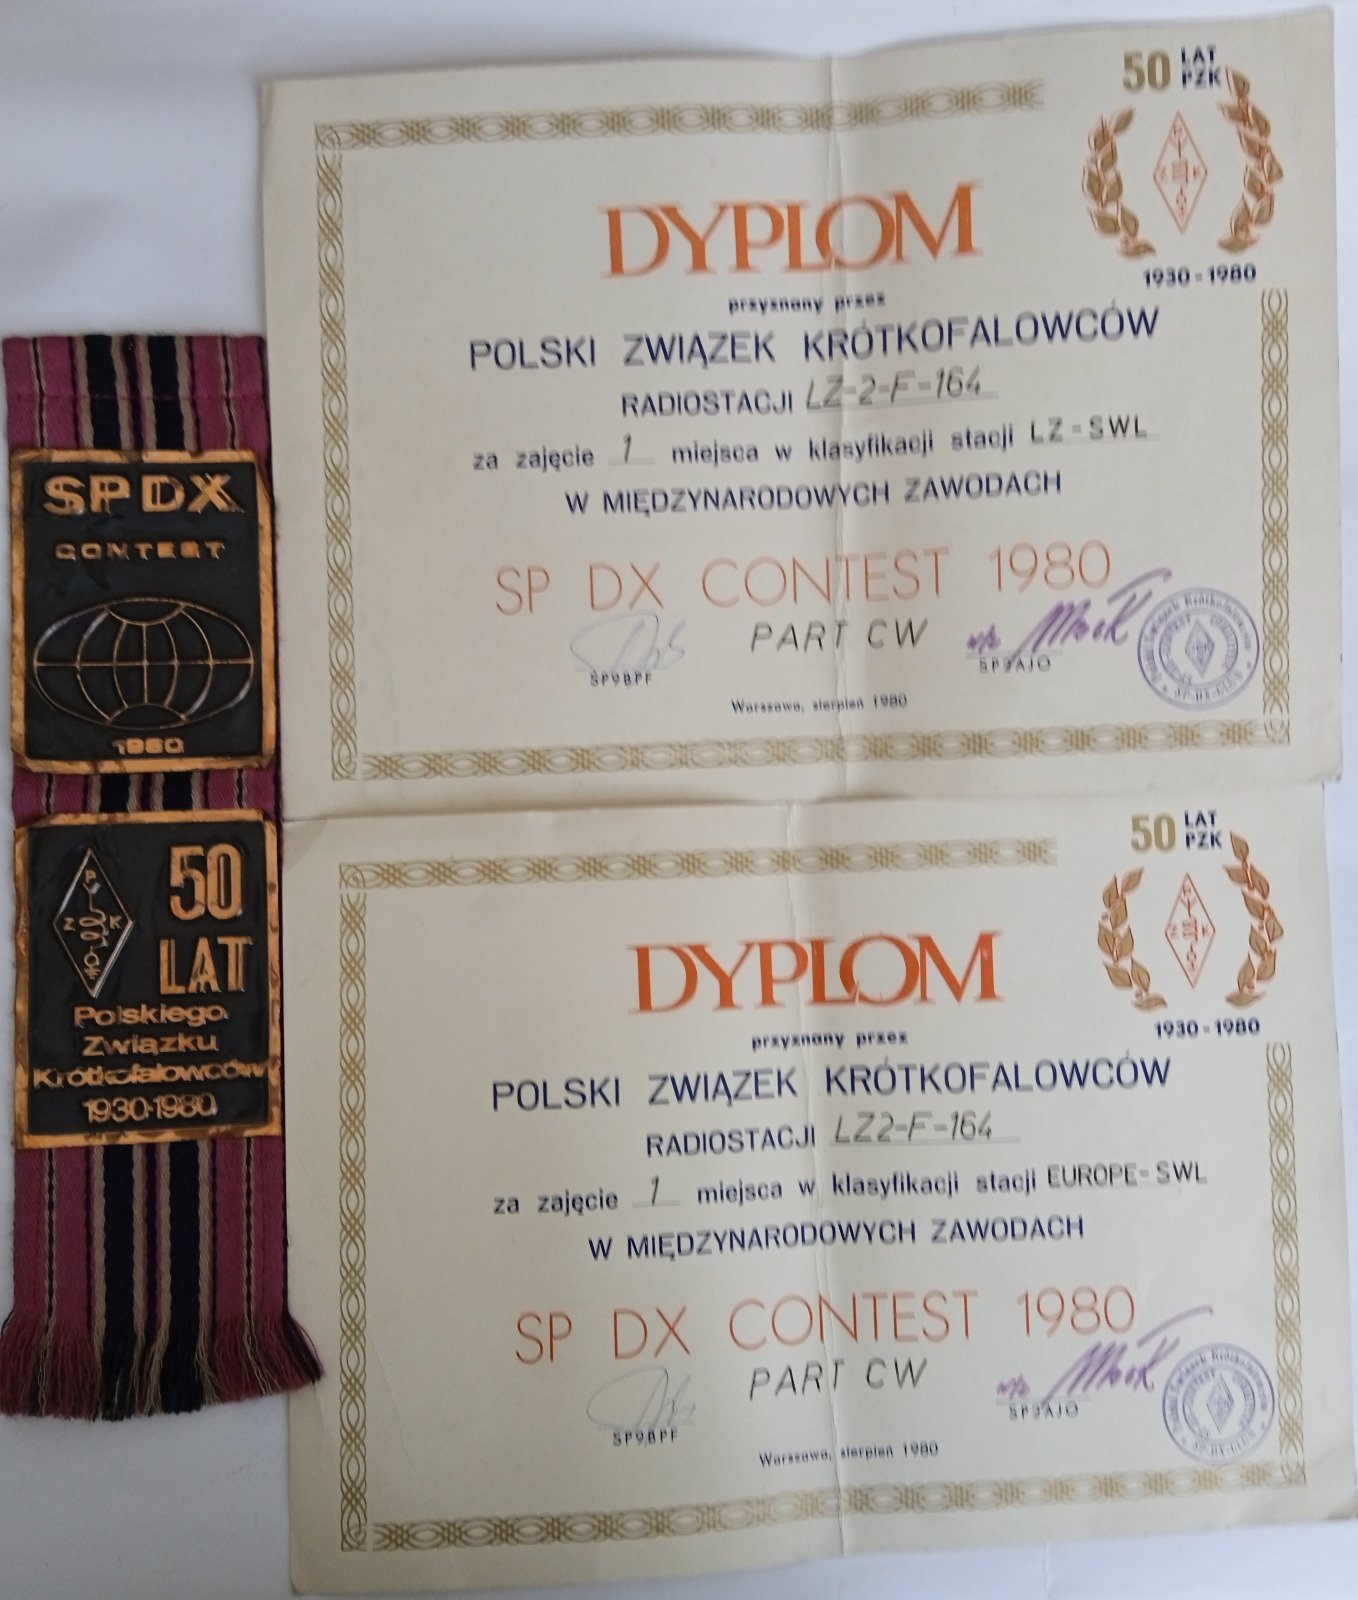 SP DX
CONTEST
1980
P
Z K
50
LAT
Polskiego
Związku
Krótkofalowców
1930-1980
50 LAT
PZK
1930-1980
DYPLOM
przyznany przez
POLSKI ZWIĄZEK KRÓTKOFALOWCÓW
RADIOSTACJI LZ-2-F-164
za zajęcie 1 miejsca w klasyfikacji stacji LZ-SWL
W MIĘDZYNARODOWYCH ZAWODACH
SP DX CONTEST 1980
PART CW
SP9BPF
SP2AJO
Warszawa, sierpień 1980
50 LAT
PZK
1930-1980
DYPLOM
przyznany przez
POLSKI ZWIĄZEK KRÓTKOFALOWCÓW
RADIOSTACJI LZ2-F-164
za zajęcie 1 miejsca w klasyfikacji stacji EUROPE-SWL
W MIĘDZYNARODOWYCH ZAWODACH
SP DX CONTEST 1980
PART CW
SP9BPF
SP2AJO
Warszawa, sierpień 1980